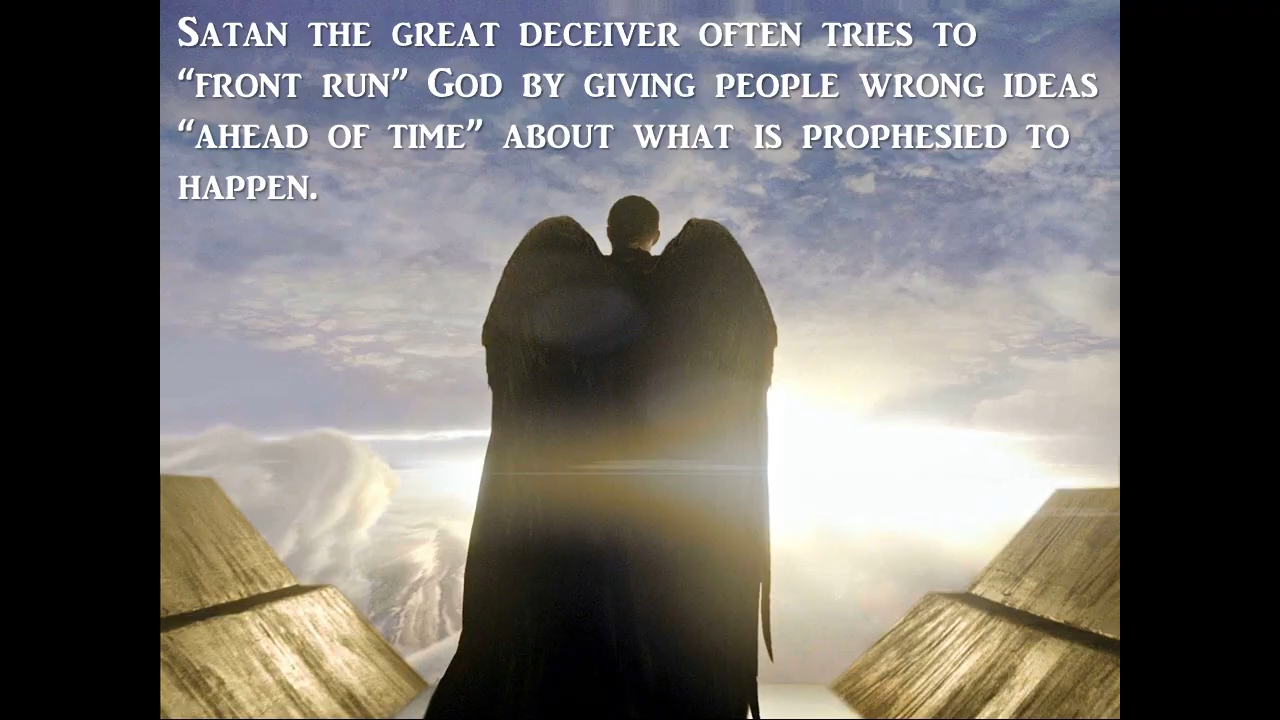 Satan the great deceiver often tries to
“front run” God by giving people wrong ideas
“ahead of time” about what is prophesied to
happen.